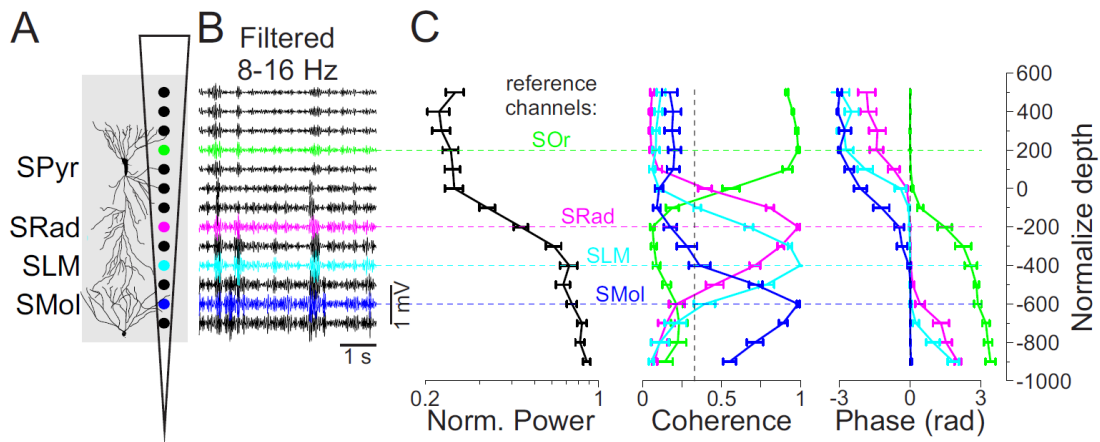 A
B
C
Filtered
8-16 Hz
reference
channels:
SOr
SRad
SLM
SMol
SPyr
SRad
SLM
SMol
1 mV
1 s
0.2
1
Norm. Power
0
0.5
1
Coherence
-3
0
3
Phase (rad)
600
400
200
0
-200
-400
-600
-800
-1000
Normalize depth